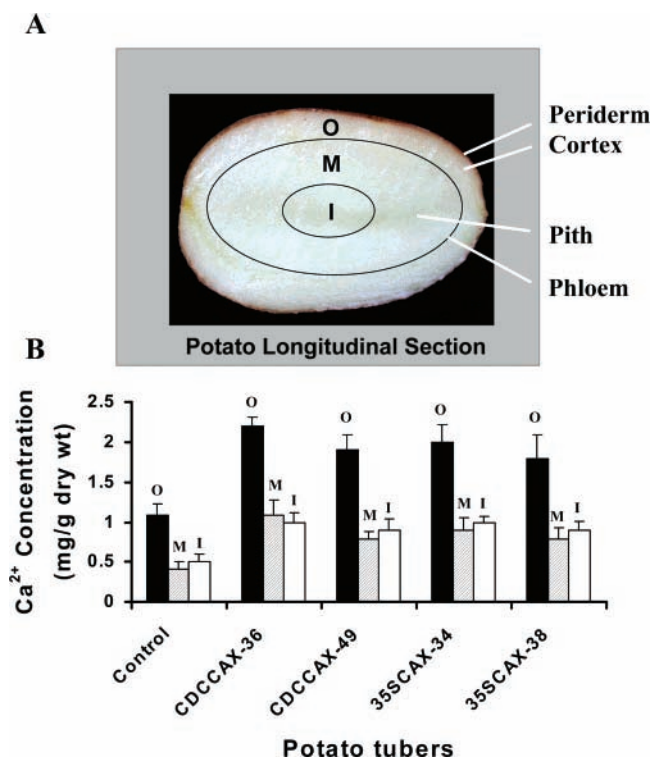 A
O
M
I
Periderm
Cortex
Pith
Phloem
Potato Longitudinal Section
B
Ca²⁺ Concentration
(mg/g dry wt)
2.5
2
1.5
1
0.5
0
O
M
I
O
M
I
O
M
I
O
M
I
O
M
I
Control
CDCCAX-36
CDCCAX-49
35SCAX-34
35SCAX-38
Potato tubers